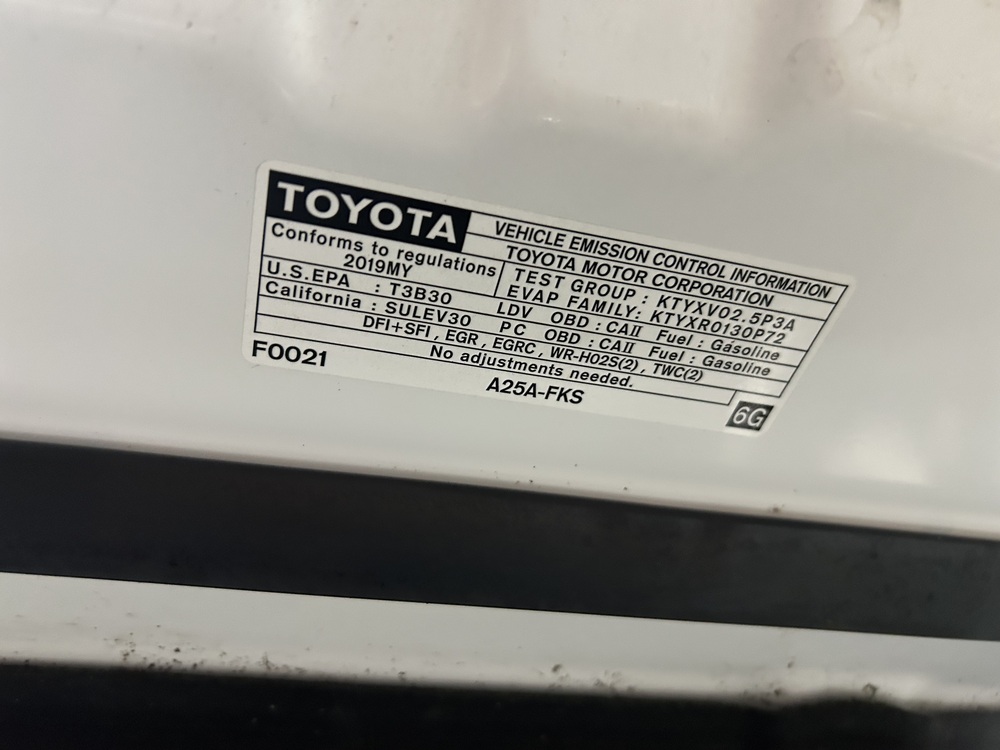 TOYOTA
VEHICLE EMISSION CONTROL INFORMATION
TOYOTA MOTOR CORPORATION
Conforms to regulations
2019MY
TEST GROUP : KTYXV02.5P3A
EVAP FAMILY: KTYXR0130P72
U.S.EPA : T3B30 LDV OBD : CAII Fuel : Gasoline
California : SULEV30 PC OBD : CAII Fuel : Gasoline
DFI+SFI , EGR , EGRC , WR-HO2S(2) , TWC(2)
No adjustments needed.
F0021
A25A-FKS
6G